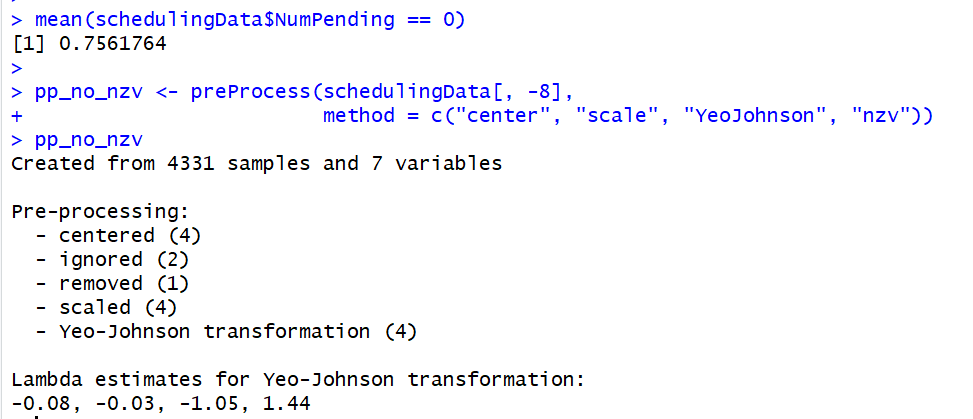 > mean(schedulingData$NumPending == 0)
[1] 0.7561764
>
> pp_no_nzv <- preProcess(schedulingData[, -8],
+                         method = c("center", "scale", "YeoJohnson", "nzv"))
> pp_no_nzv
Created from 4331 samples and 7 variables

Pre-processing:
  - centered (4)
  - ignored (2)
  - removed (1)
  - scaled (4)
  - Yeo-Johnson transformation (4)

Lambda estimates for Yeo-Johnson transformation:
-0.08, -0.03, -1.05, 1.44